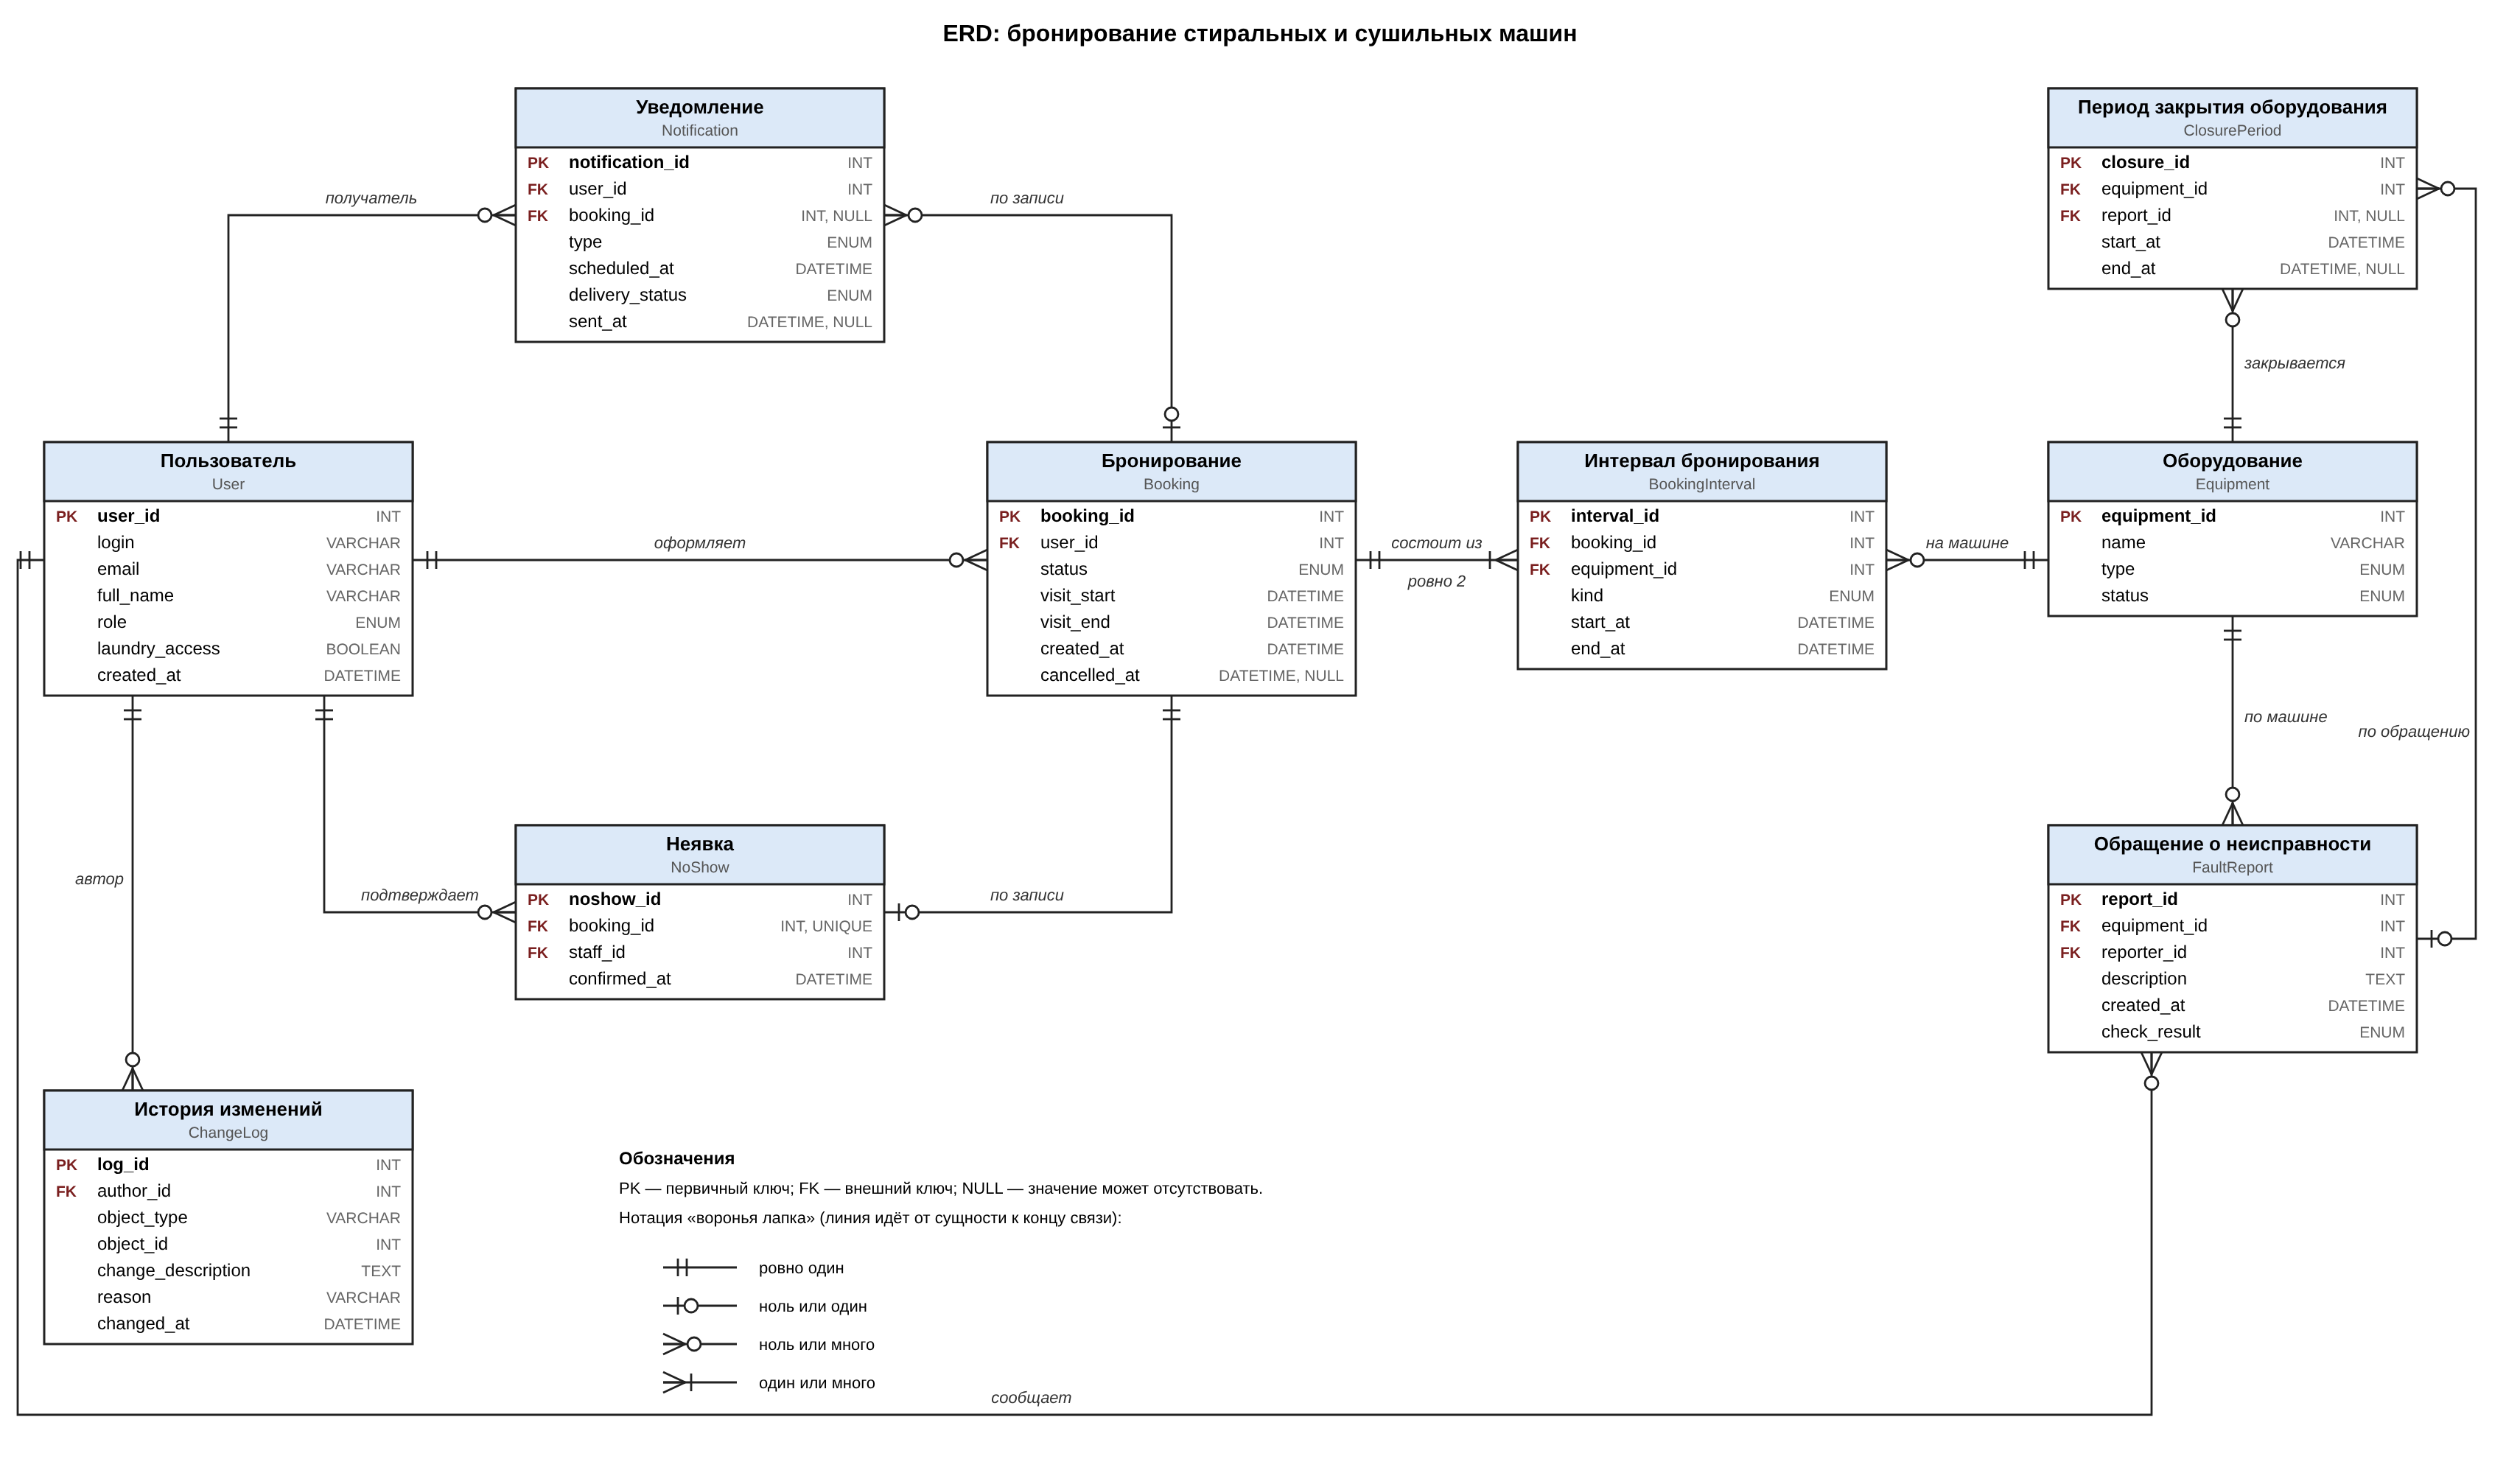 ERD: бронирование стиральных и сушильных машин
Уведомление
Notification
PK notification_id INT
FK user_id INT
FK booking_id INT, NULL
type ENUM
scheduled_at DATETIME
delivery_status ENUM
sent_at DATETIME, NULL
Период закрытия оборудования
ClosurePeriod
PK closure_id INT
FK equipment_id INT
FK report_id INT, NULL
start_at DATETIME
end_at DATETIME, NULL
получатель
по записи
закрывается
Пользователь
User
PK user_id INT
login VARCHAR
email VARCHAR
full_name VARCHAR
role ENUM
laundry_access BOOLEAN
created_at DATETIME
оформляет
Бронирование
Booking
PK booking_id INT
FK user_id INT
status ENUM
visit_start DATETIME
visit_end DATETIME
created_at DATETIME
cancelled_at DATETIME, NULL
состоит из
ровно 2
Интервал бронирования
BookingInterval
PK interval_id INT
FK booking_id INT
FK equipment_id INT
kind ENUM
start_at DATETIME
end_at DATETIME
на машине
Оборудование
Equipment
PK equipment_id INT
name VARCHAR
type ENUM
status ENUM
по машине
по обращению
автор
подтверждает
Неявка
NoShow
PK noshow_id INT
FK booking_id INT, UNIQUE
FK staff_id INT
confirmed_at DATETIME
по записи
Обращение о неисправности
FaultReport
PK report_id INT
FK equipment_id INT
FK reporter_id INT
description TEXT
created_at DATETIME
check_result ENUM
История изменений
ChangeLog
PK log_id INT
FK author_id INT
object_type VARCHAR
object_id INT
change_description TEXT
reason VARCHAR
changed_at DATETIME
Обозначения
PK — первичный ключ; FK — внешний ключ; NULL — значение может отсутствовать.
Нотация «воронья лапка» (линия идёт от сущности к концу связи):
ровно один
ноль или один
ноль или много
один или много
сообщает